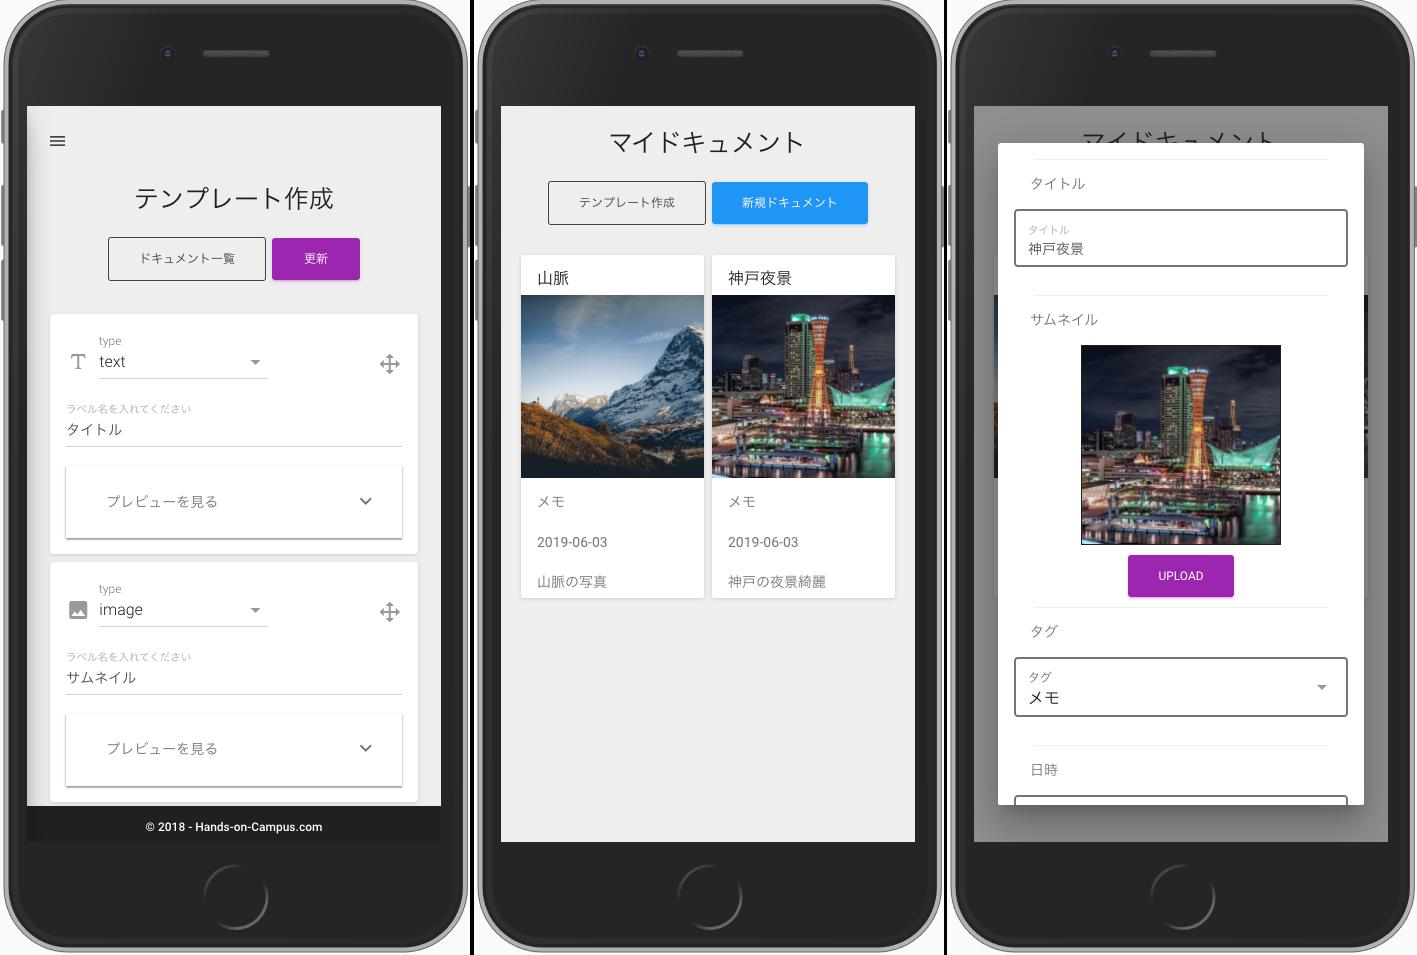 テンプレート作成
ドキュメント一覧
更新
type
text
ラベル名を入れてください
タイトル
プレビューを見る
type
image
ラベル名を入れてください
サムネイル
プレビューを見る
© 2018 - Hands-on-Campus.com
マイドキュメント
テンプレート作成
新規ドキュメント
山脈
メモ
2019-06-03
山脈の写真
神戸夜景
メモ
2019-06-03
神戸の夜景綺麗
マイドキュメント
タイトル
タイトル
神戸夜景
サムネイル
UPLOAD
タグ
タグ
メモ
日時